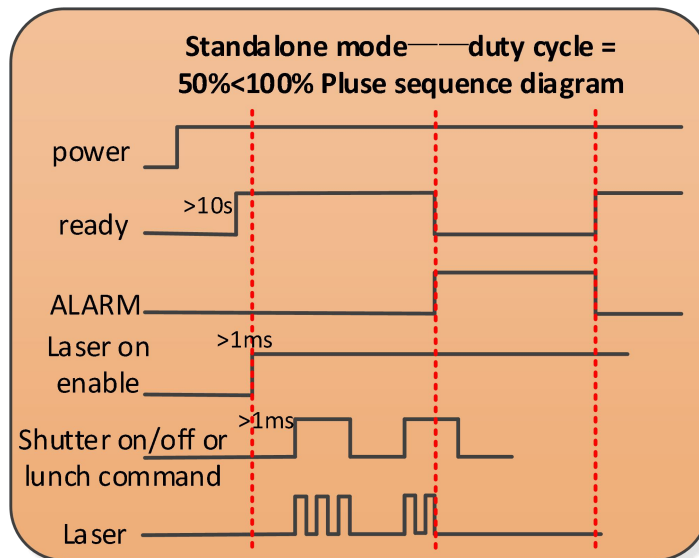 Standalone mode——duty cycle =
50%<100% Pluse sequence diagram
power
>10s
ready
ALARM
>1ms
Laser on
enable
>1ms
Shutter on/off or
lunch command
Laser